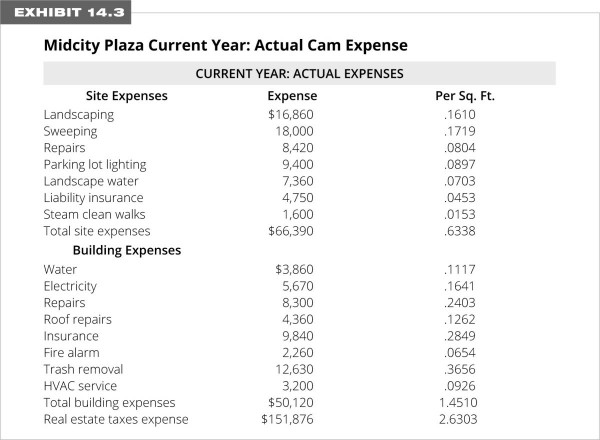 EXHIBIT 14.3
Midcity Plaza Current Year: Actual Cam Expense
CURRENT YEAR: ACTUAL EXPENSES
Site Expenses Expense Per Sq. Ft.
Landscaping $16,860 .1610
Sweeping 18,000 .1719
Repairs 8,420 .0804
Parking lot lighting 9,400 .0897
Landscape water 7,360 .0703
Liability insurance 4,750 .0453
Steam clean walks 1,600 .0153
Total site expenses $66,390 .6338
Building Expenses
Water $3,860 .1117
Electricity 5,670 .1641
Repairs 8,300 .2403
Roof repairs 4,360 .1262
Insurance 9,840 .2849
Fire alarm 2,260 .0654
Trash removal 12,630 .3656
HVAC service 3,200 .0926
Total building expenses $50,120 1.4510
Real estate taxes expense $151,876 2.6303